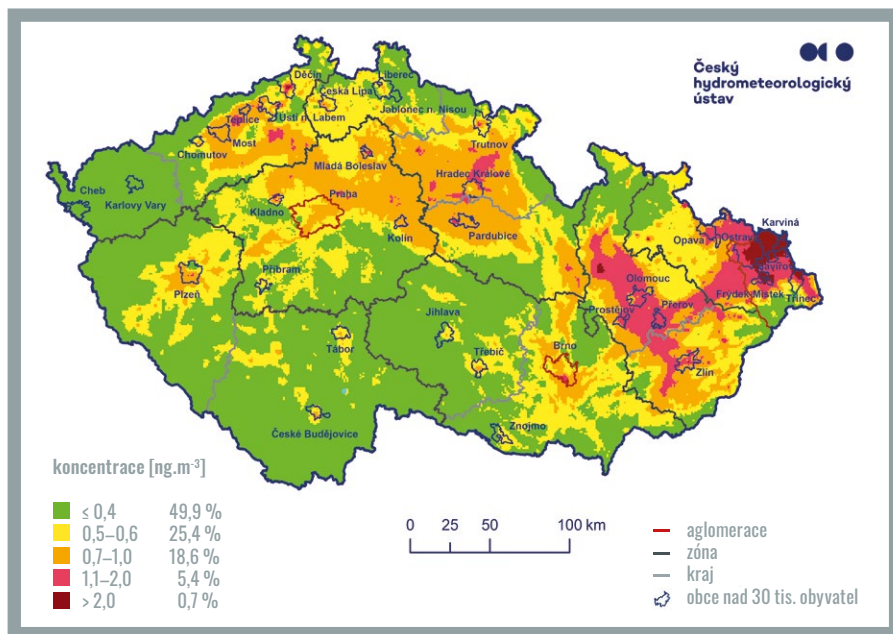 Český
hydrometeorologický
ústav
Děčín
Liberec
Česká Lípa
Jablonec n. Nisou
Teplice
Ústí n. Labem
Trutnov
Most
Chomutov
Mladá Boleslav
Hradec Králové
Cheb
Karlovy Vary
Praha
Kladno
Kolín
Pardubice
Karviná
Opava
Ostrava
Havířov
Plzeň
Příbram
Olomouc
Frýdek-Místek
Třinec
Jihlava
Prostějov
Přerov
Tábor
Třebíč
Brno
Zlín
České Budějovice
Znojmo
koncentrace [ng.m⁻³]
≤ 0,4 49,9 %
0,5–0,6 25,4 %
0,7–1,0 18,6 %
1,1–2,0 5,4 %
> 2,0 0,7 %
0 25 50 100 km
aglomerace
zóna
kraj
obce nad 30 tis. obyvatel